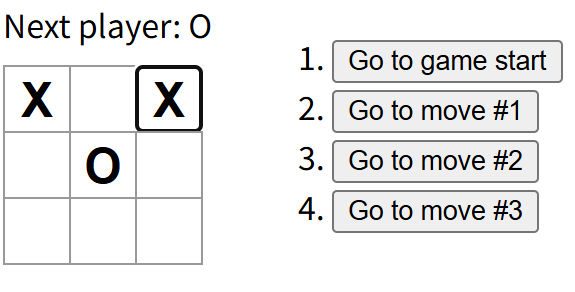 Next player: O
X X
O
1. Go to game start
2. Go to move #1
3. Go to move #2
4. Go to move #3